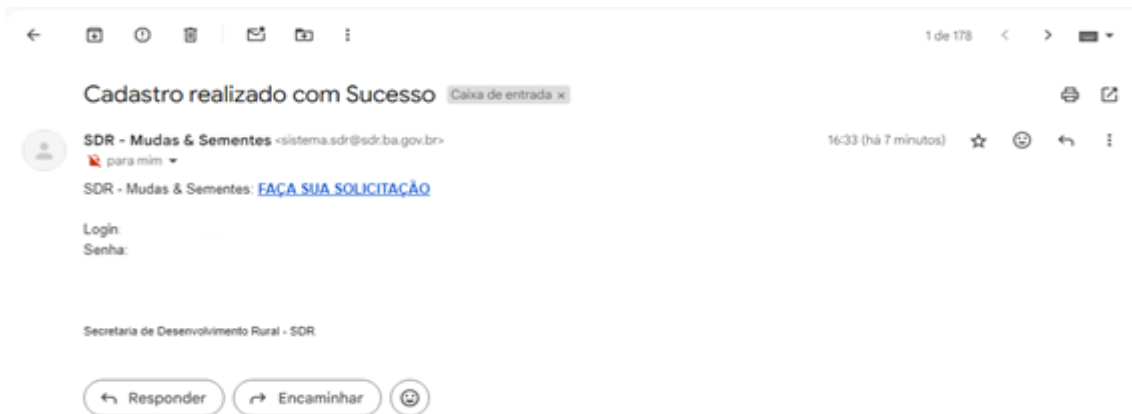 1 de 178
Cadastro realizado com Sucesso Caixa de entrada x
SDR - Mudas & Sementes <sistema.sdr@sdr.ba.gov.br> 16:33 (há 7 minutos)
para mim
SDR - Mudas & Sementes: FAÇA SUA SOLICITAÇÃO
Login:
Senha:
Secretaria de Desenvolvimento Rural - SDR
Responder Encaminhar